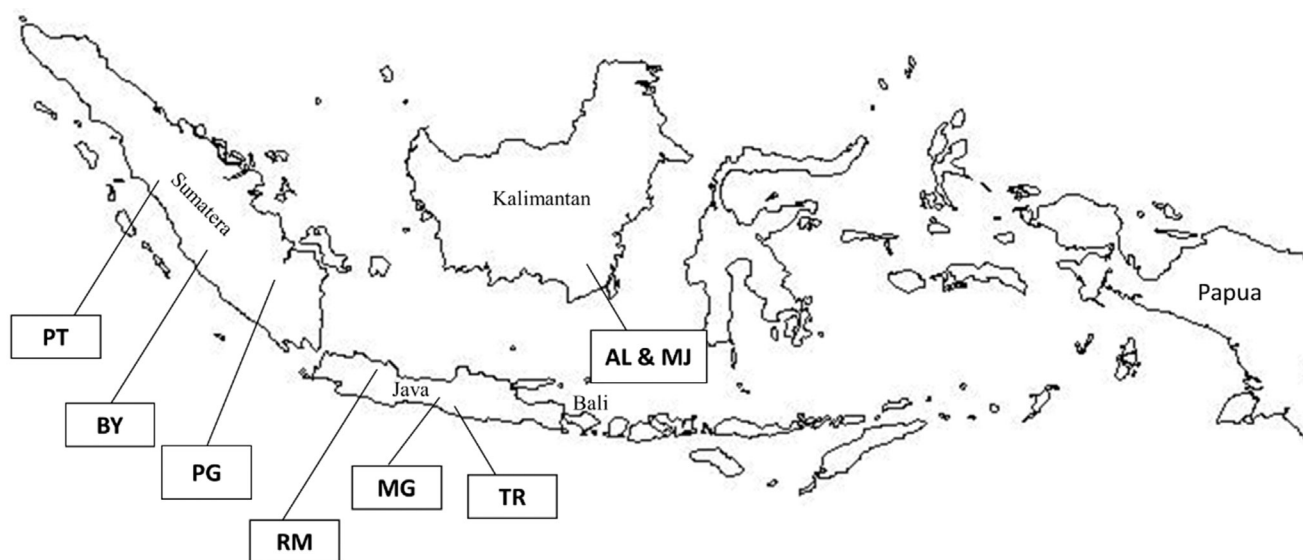 Sumatera
Kalimantan
Papua
PT
AL & MJ
Java
Bali
BY
PG
MG
TR
RM